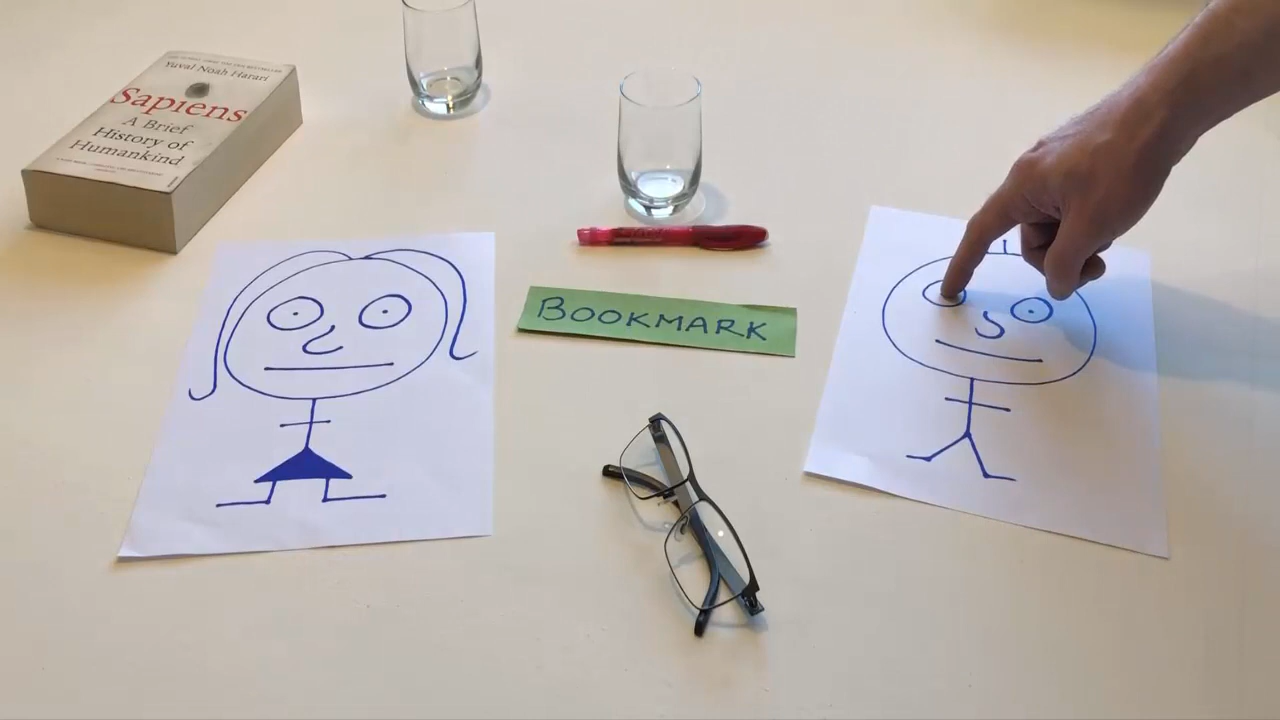 Yuval Noah Harari
Sapiens
A Brief
History of
Humankind
BOOKMARK